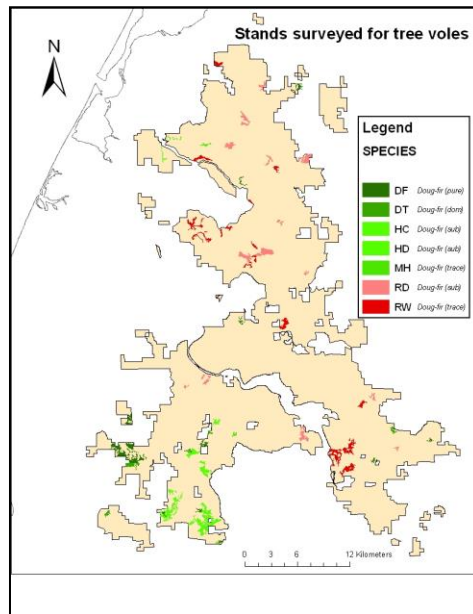 Stands surveyed for tree voles
N
Legend
SPECIES
DF Doug-fir (pure)
DT Doug-fir (dom)
HC Doug-fir (sub)
HD Doug-fir (sub)
MH Doug-fir (trace)
RD Doug-fir (sub)
RW Doug-fir (trace)
0 3 6 12 Kilometers